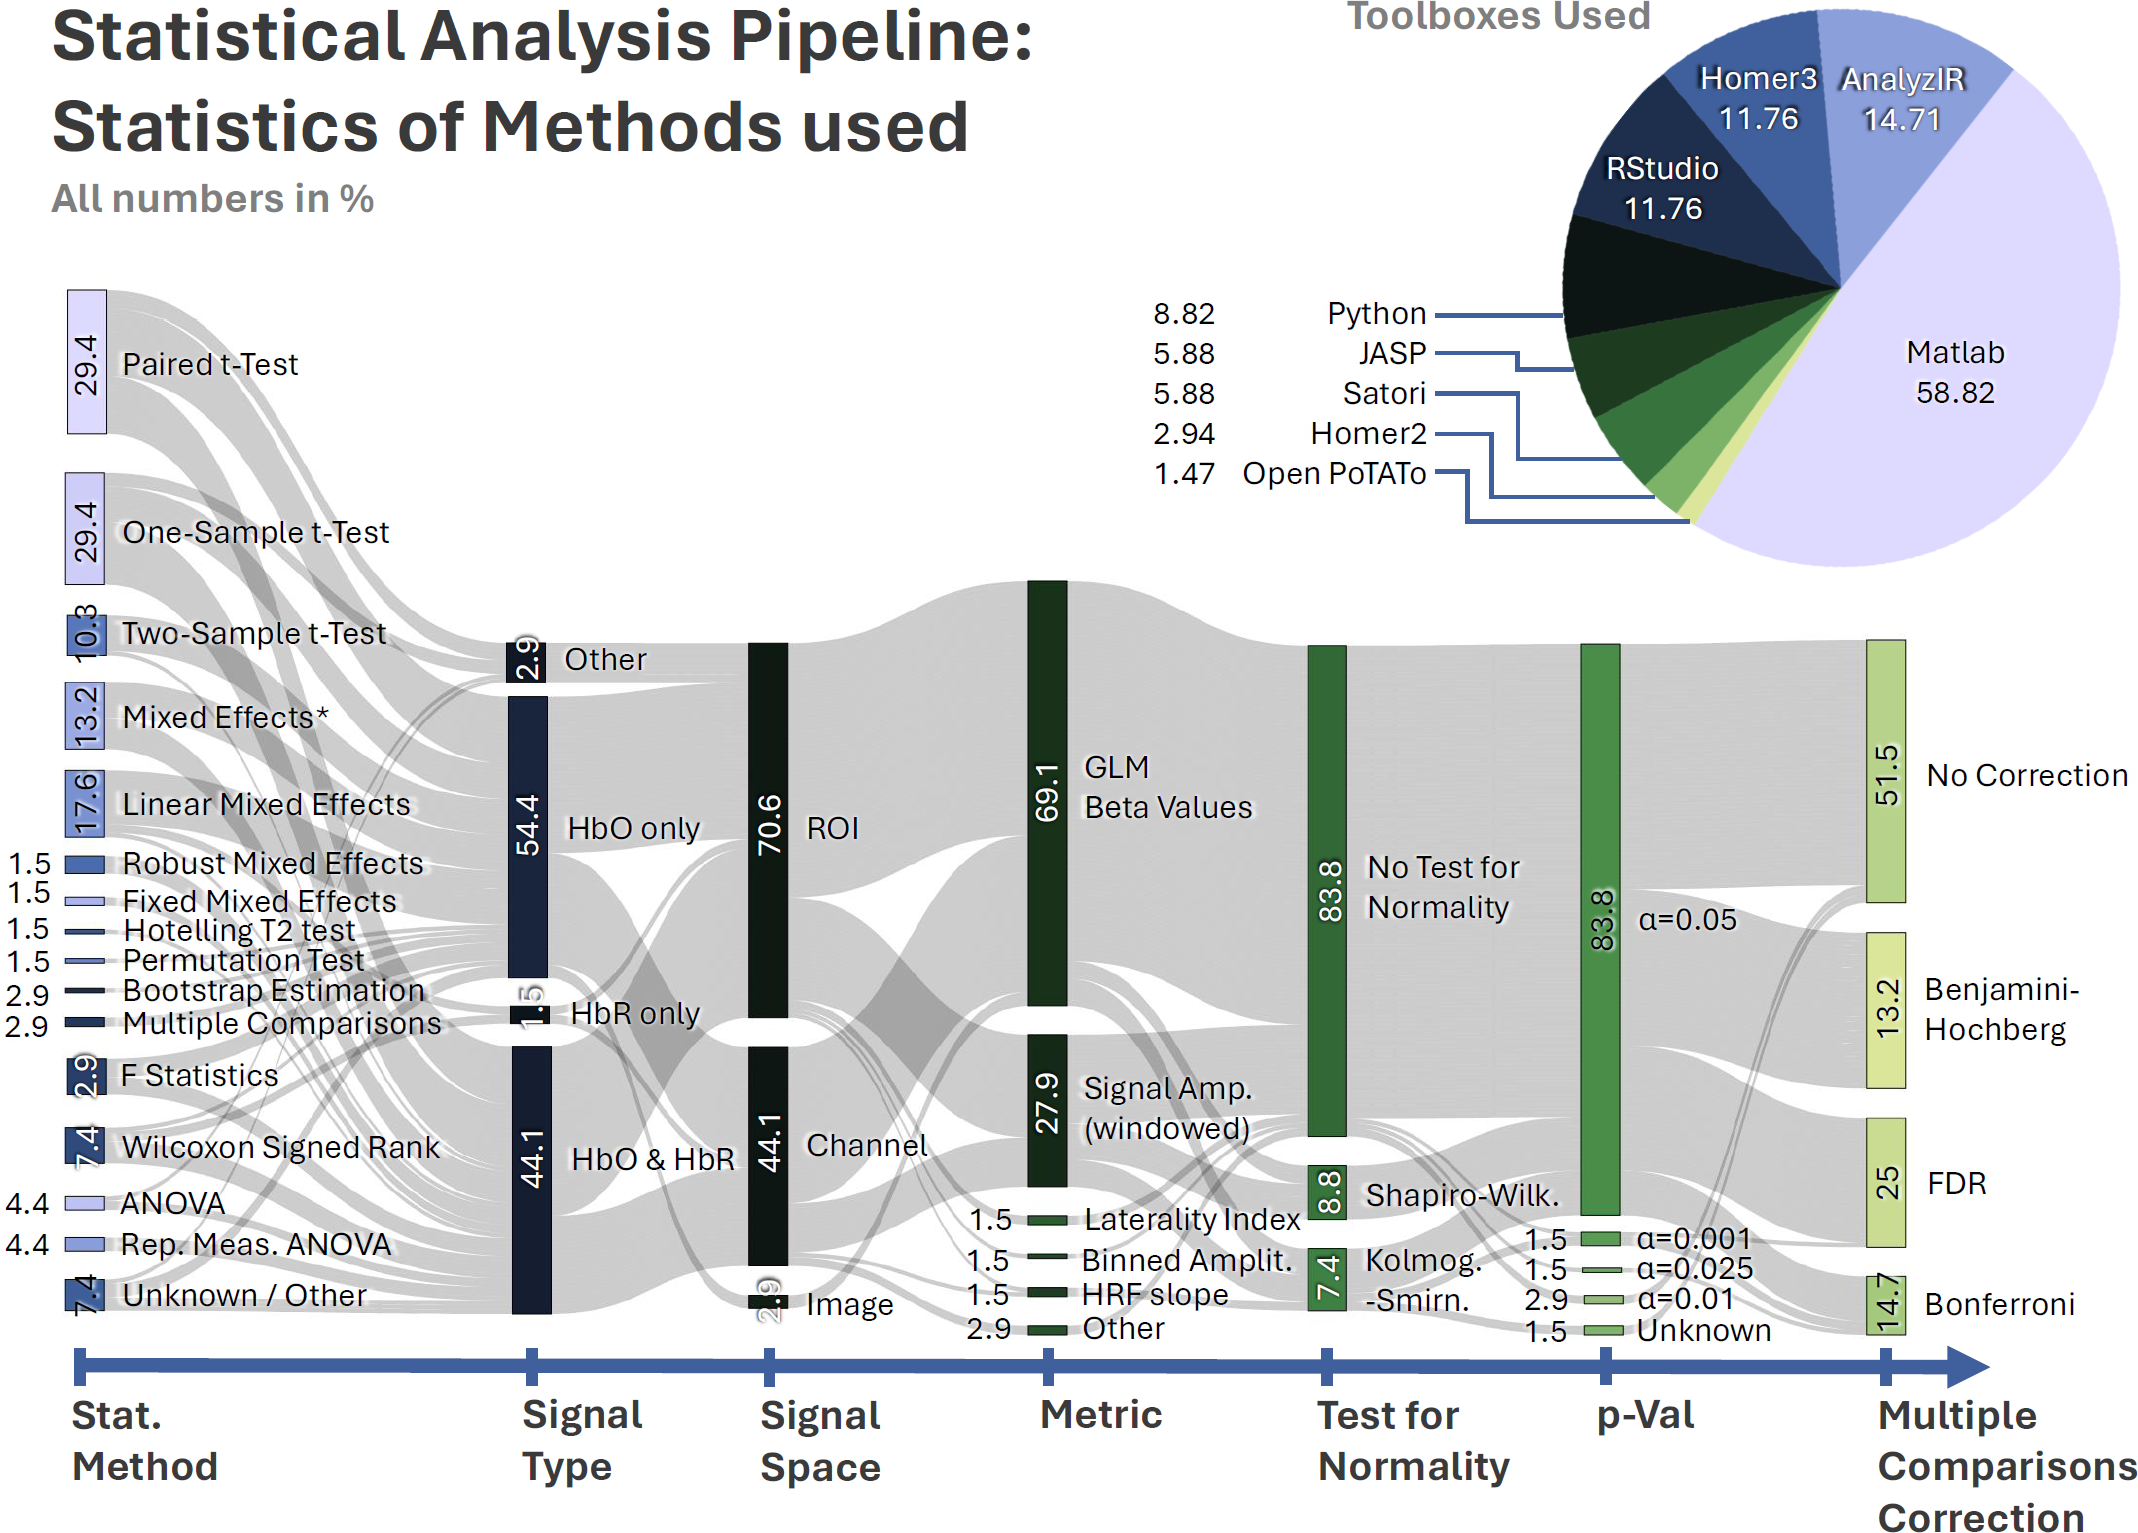 Statistical Analysis Pipeline:
Statistics of Methods used
All numbers in %
Toolboxes Used
Homer3
11.76
AnalyzIR
14.71
RStudio
11.76
Matlab
58.82
8.82 Python
5.88 JASP
5.88 Satori
2.94 Homer2
1.47 Open PoTATo
29.4 Paired t-Test
29.4 One-Sample t-Test
10.3 Two-Sample t-Test
13.2 Mixed Effects*
17.6 Linear Mixed Effects
1.5 Robust Mixed Effects
1.5 Fixed Mixed Effects
1.5 Hotelling T2 test
1.5 Permutation Test
2.9 Bootstrap Estimation
2.9 Multiple Comparisons
2.9 F Statistics
7.4 Wilcoxon Signed Rank
4.4 ANOVA
4.4 Rep. Meas. ANOVA
7.4 Unknown / Other
2.9 Other
54.4 HbO only
1.5 HbR only
44.1 HbO & HbR
70.6 ROI
44.1 Channel
2.9 Image
69.1 GLM
Beta Values
27.9 Signal Amp.
(windowed)
1.5 Laterality Index
1.5 Binned Amplit.
1.5 HRF slope
2.9 Other
83.8 No Test for
Normality
8.8 Shapiro-Wilk.
7.4 Kolmog.
-Smirn.
83.8 α=0.05
1.5 α=0.001
1.5 α=0.025
2.9 α=0.01
1.5 Unknown
51.5 No Correction
13.2 Benjamini-
Hochberg
25 FDR
14.7 Bonferroni
Stat.
Method
Signal
Type
Signal
Space
Metric
Test for
Normality
p-Val
Multiple
Comparisons
Correction